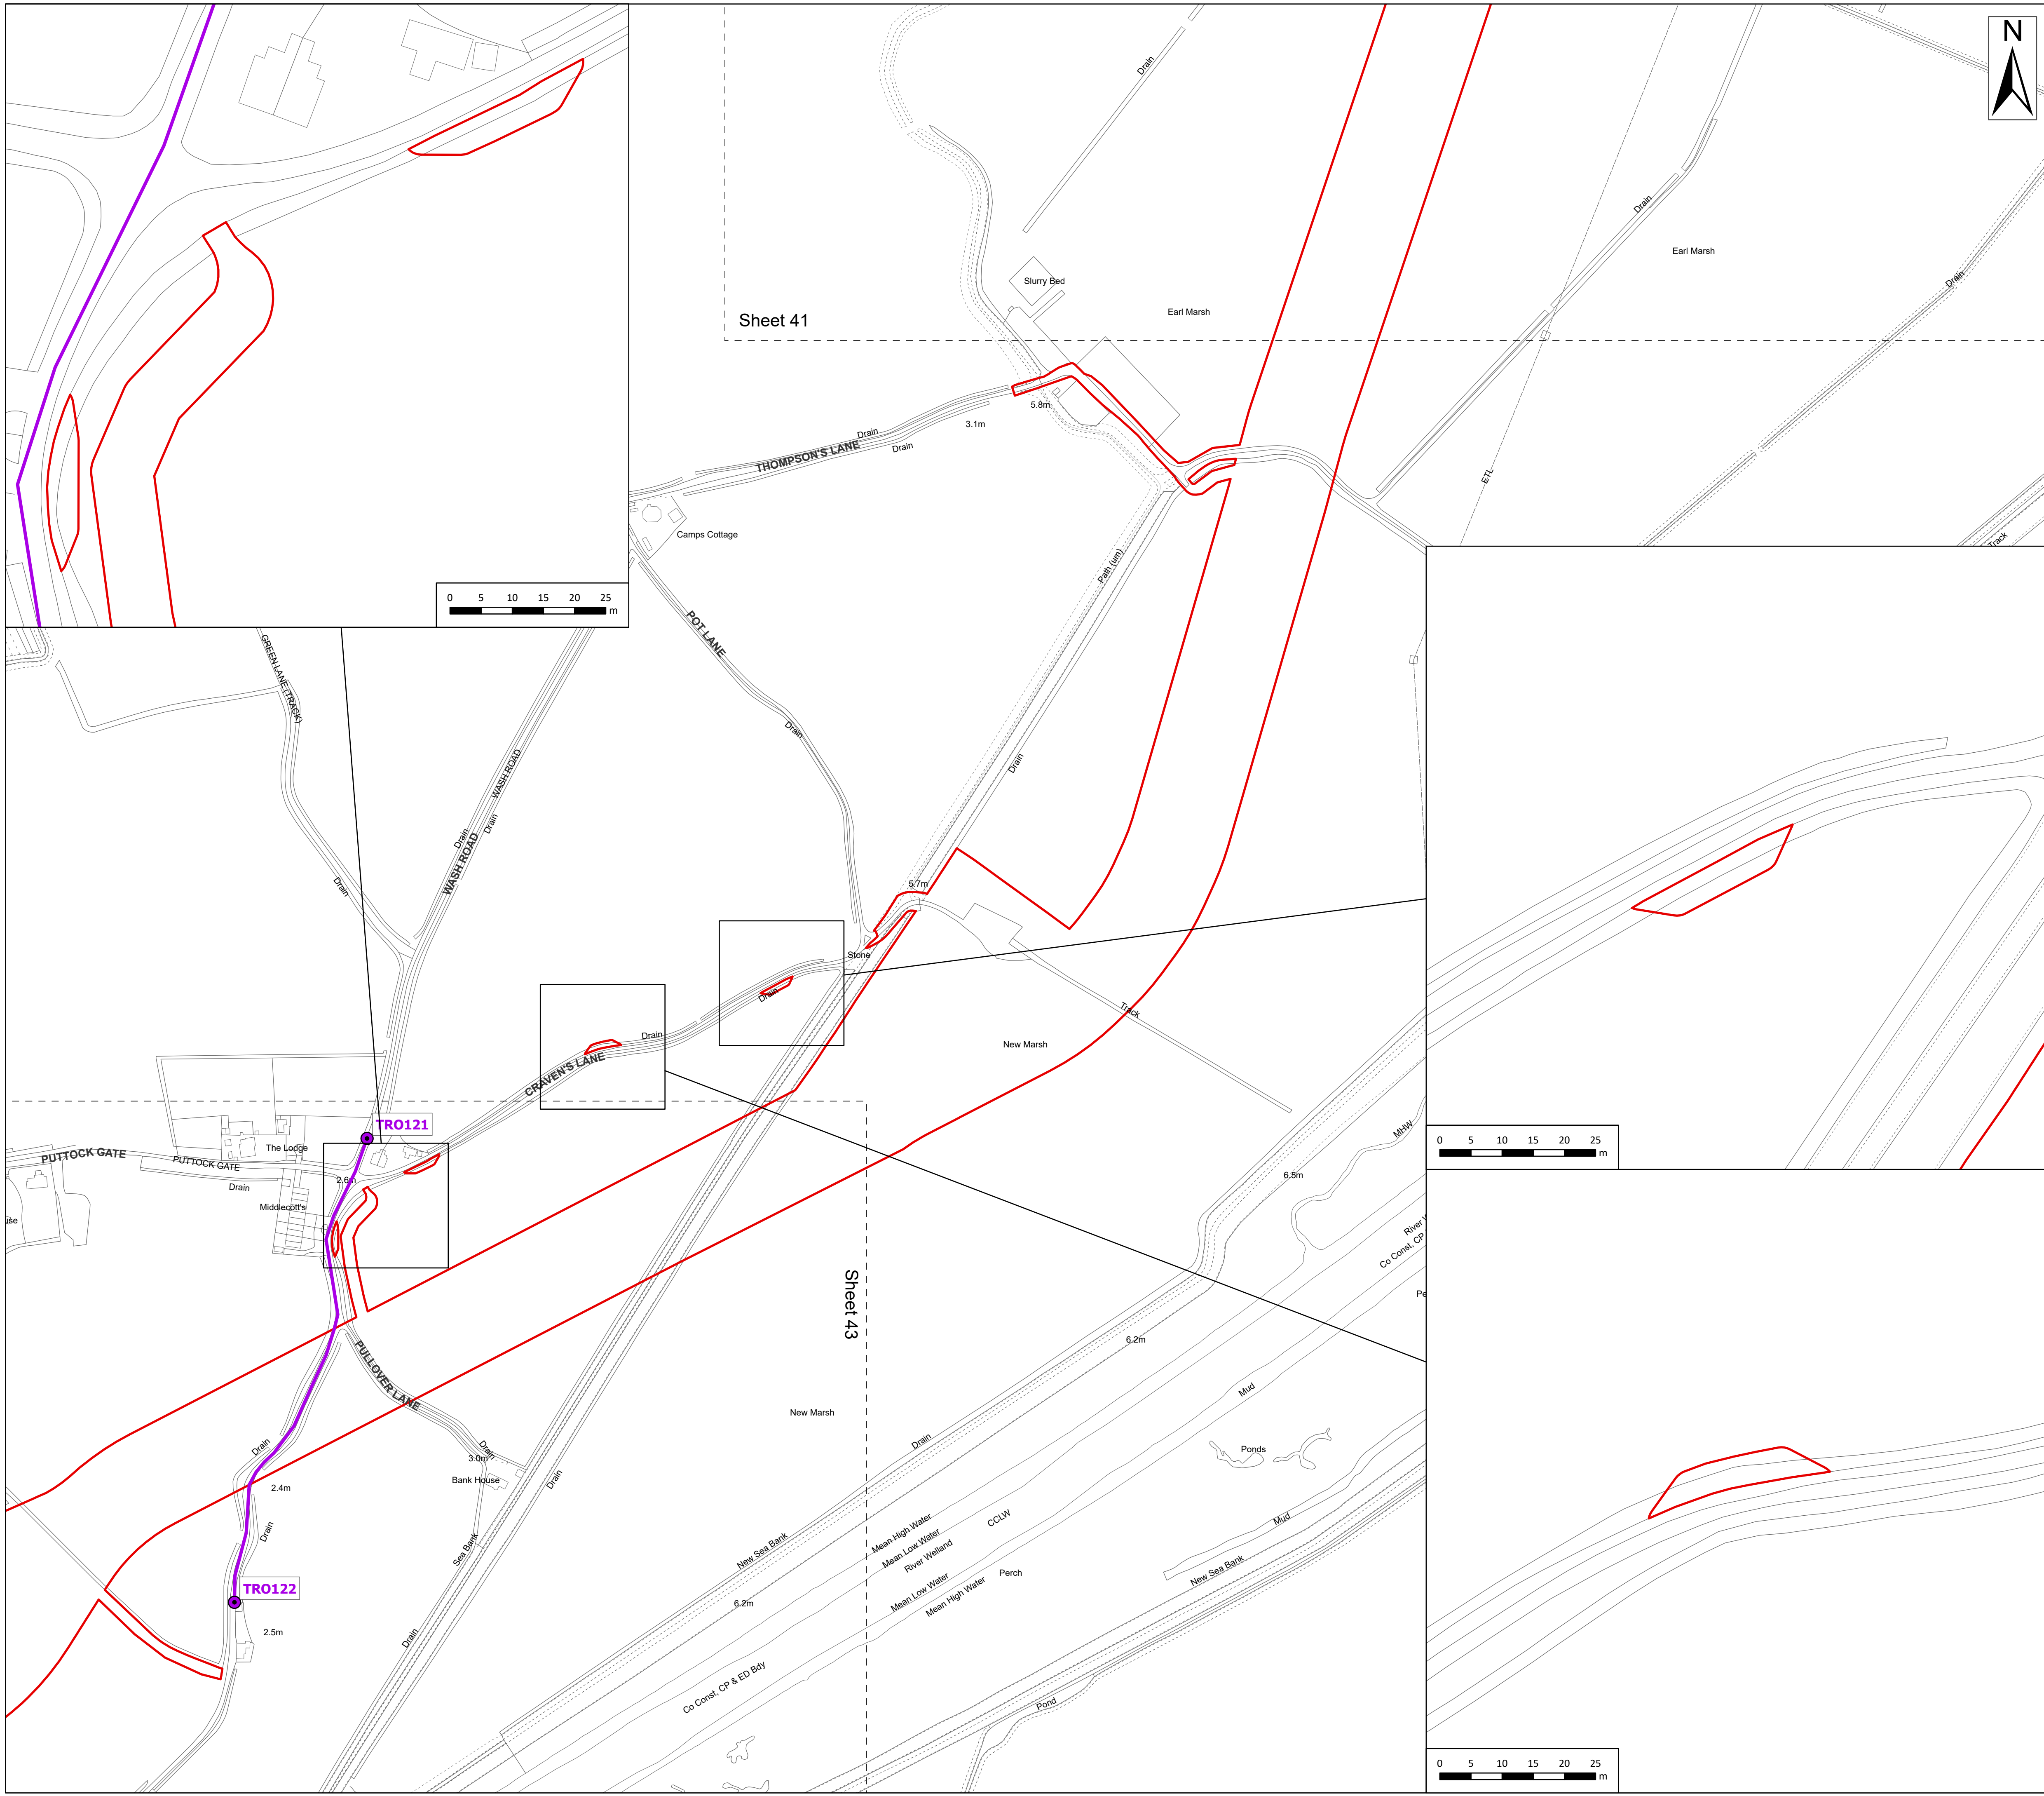 N
Drain
Drain
Earl Marsh
Drain
Slurry Bed
Earl Marsh
Sheet 41
5.8m
3.1m
Drain
THOMPSON'S LANE
Drain
ETL
Camps Cottage
Track
Path (um)
0 5 10 15 20 25
m
POT LANE
GREEN LANE (TRACK)
Drain
WASH ROAD
Drain
Drain
Drain
WASH ROAD
Drain
5.7m
Stone
Drain
Track
Drain
New Marsh
CRAVEN'S LANE
TRO121
PUTTOCK GATE
PUTTOCK GATE
The Lodge
Drain
2.6m
Middlecott's
MHW
6.5m
0 5 10 15 20 25
m
Co Const, CP
Sheet 43
6.2m
PULLOVER LANE
Mud
New Marsh
Drain
Drain
Drain
3.0m
Bank House
2.4m
Drain
Ponds
Drain
Sea Bank
New Sea Bank
Mean High Water
CCLW
Mean Low Water
River Welland
Mud
New Sea Bank
Perch
Mean Low Water
Mean High Water
TRO122
6.2m
2.5m
Drain
Co Const, CP & ED Bdy
Pond
0 5 10 15 20 25
m